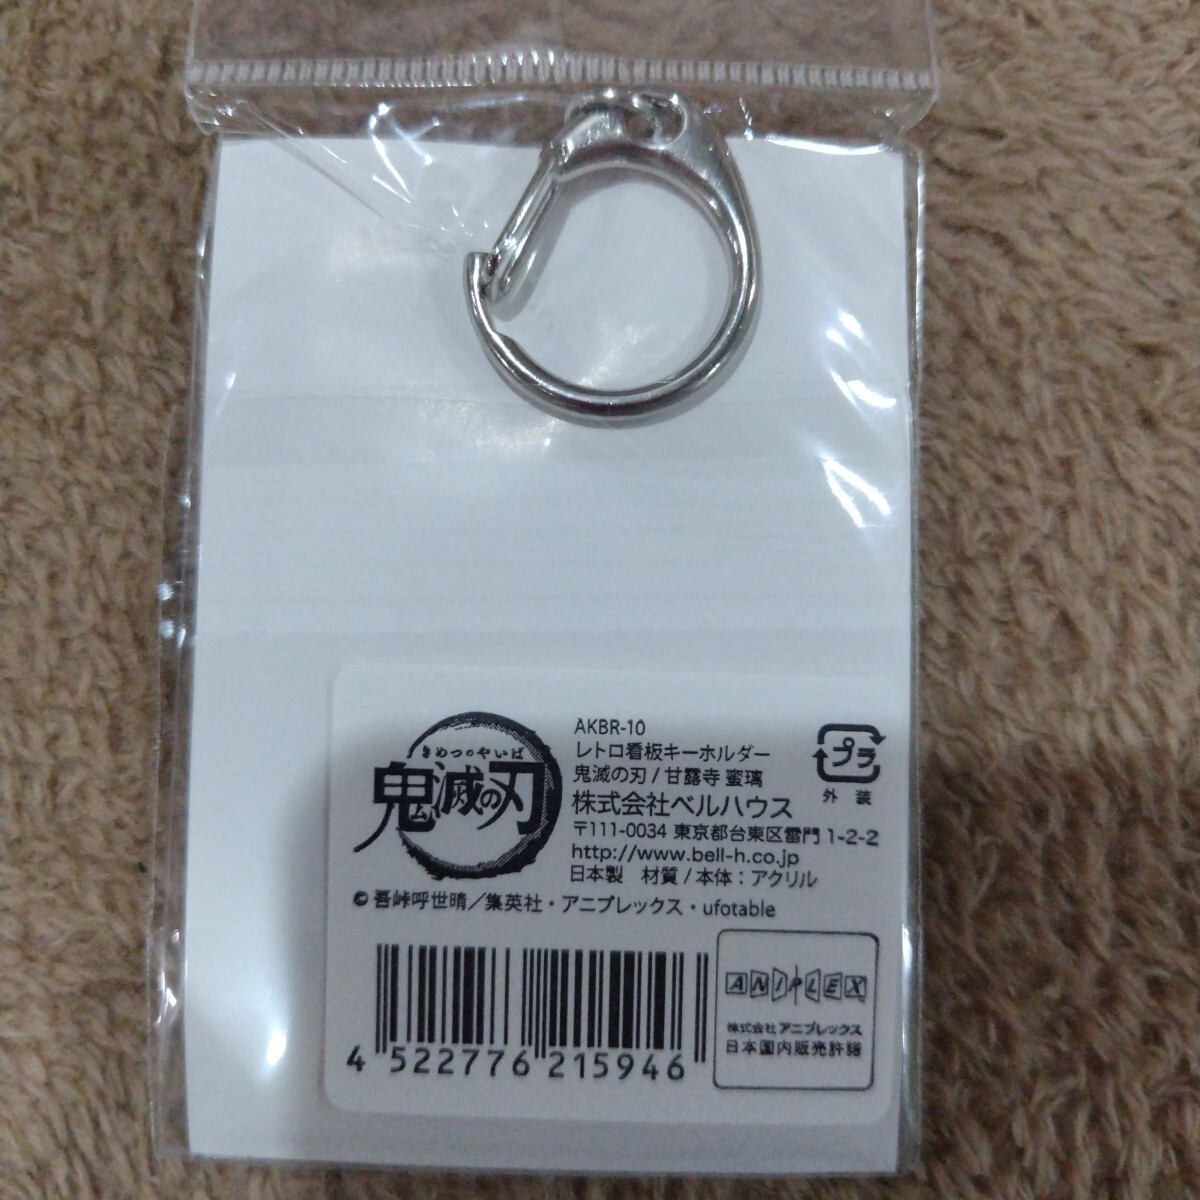 きめつのやいば
鬼滅の刃
AKBR-10
レトロ看板キーホルダー
鬼滅の刃 / 甘露寺 蜜璃
株式会社ベルハウス
〒111-0034 東京都台東区雷門 1-2-2
http://www.bell-h.co.jp
日本製 材質 / 本体：アクリル
プラ
外装
© 吾峠呼世晴／集英社・アニプレックス・ufotable
4 522776 215946
ANIPLEX
株式会社 アニプレックス
日本国内販売許諾